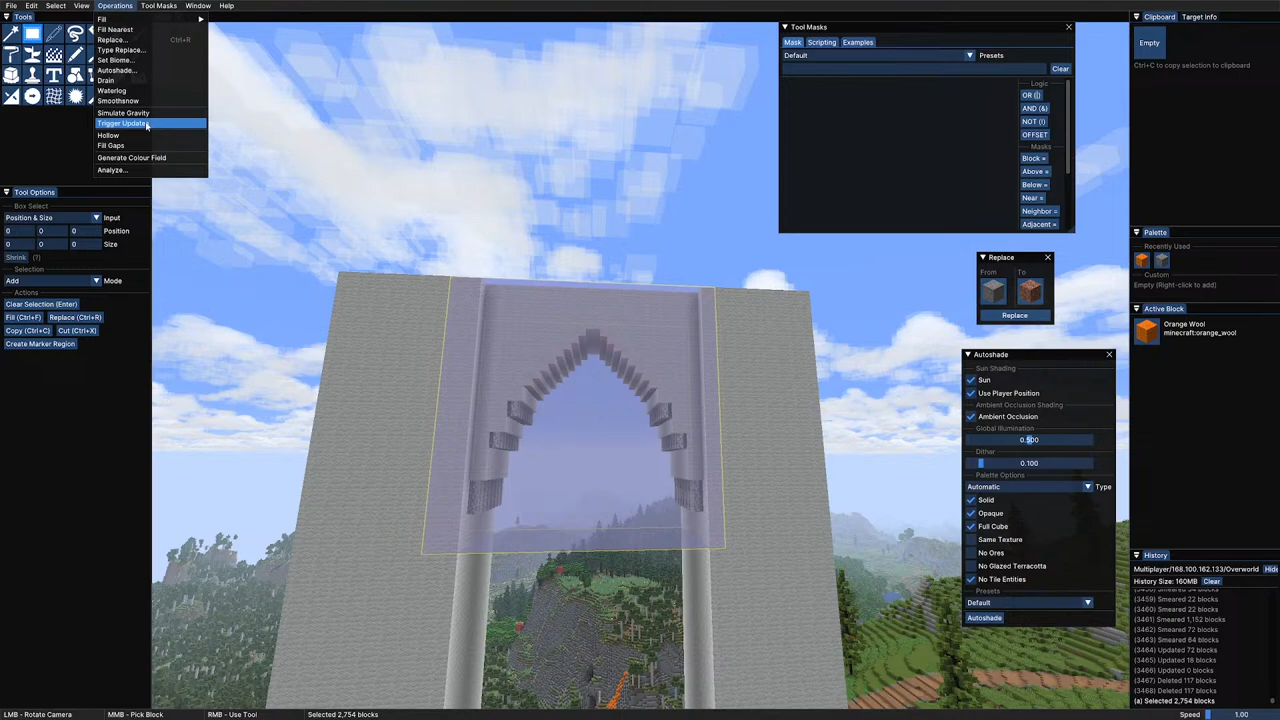 File Edit Select View Operations Tool Masks Window Help
Tools
Fill
Fill Nearest
Replace... Ctrl+R
Type Replace...
Set Biome...
Autoshade...
Drain
Waterlog
Smoothsnow
Simulate Gravity
Trigger Update
Hollow
Fill Gaps
Generate Colour Field
Analyze...
Tool Options
Box Select
Position & Size Input
0 0 0 Position
0 0 0 Size
Shrink (?)
Selection
Add Mode
Actions
Clear Selection (Enter)
Fill (Ctrl+F) Replace (Ctrl+R)
Copy (Ctrl+C) Cut (Ctrl+X)
Create Marker Region
Tool Masks
Mask Scripting Examples
Default Presets
Clear
Logic
OR (|)
AND (&)
NOT (!)
OFFSET
Masks
Block =
Above =
Below =
Near =
Neighbor =
Adjacent =
Replace
From To
Replace
Autoshade
Sun Shading
Sun
Use Player Position
Ambient Occlusion Shading
Ambient Occlusion
Global Illumination
0.500
Dither
0.100
Palette Options
Automatic Type
Solid
Opaque
Full Cube
Same Texture
No Ores
No Glazed Terracotta
No Tile Entities
Presets
Default
Autoshade
Clipboard Target Info
Empty
Ctrl+C to copy selection to clipboard
Palette
Recently Used
Custom
Empty (Right-click to add)
Active Block
Orange Wool
minecraft:orange_wool
History
Multiplayer/168.100.162.133/Overworld Hide
History Size: 160MB Clear
(3459) Smeared 22 blocks
(3460) Smeared 22 blocks
(3461) Smeared 1,152 blocks
(3462) Smeared 72 blocks
(3463) Smeared 64 blocks
(3464) Updated 72 blocks
(3465) Updated 18 blocks
(3466) Updated 0 blocks
(3467) Deleted 117 blocks
(3468) Deleted 117 blocks
(a) Selected 2,754 blocks
LMB - Rotate Camera MMB - Pick Block RMB - Use Tool Selected 2,754 blocks Speed 1.00